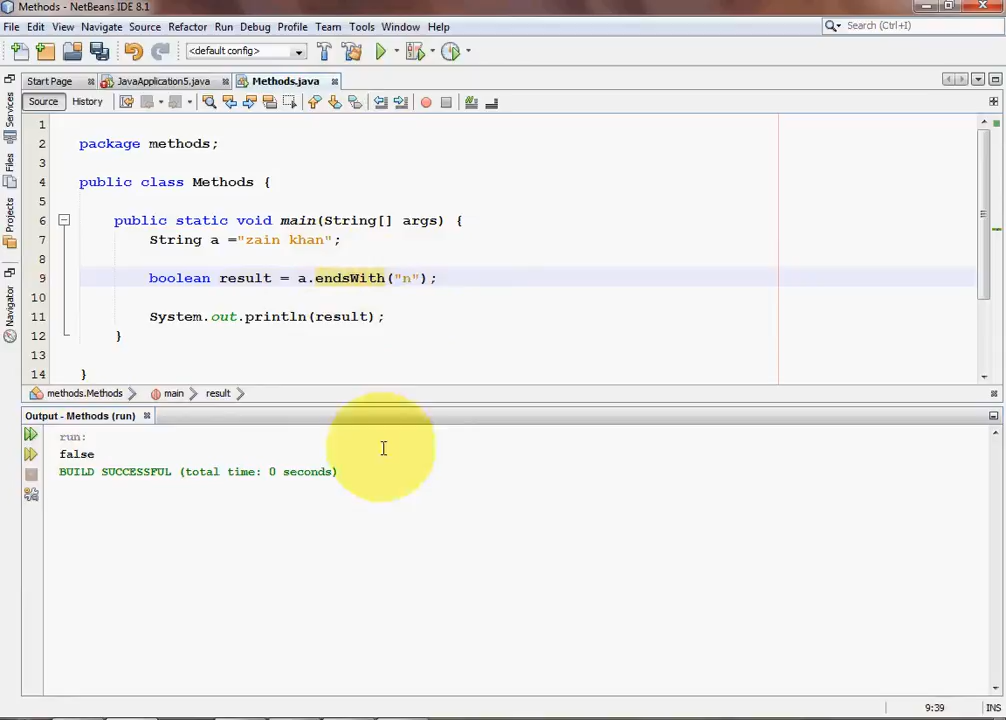 Methods - NetBeans IDE 8.1
File Edit View Navigate Source Refactor Run Debug Profile Team Tools Window Help
Search (Ctrl+I)
<default config>
Start Page JavaApplication5.java Methods.java
Source History
Services
Files
Projects
Navigator
1
2 package methods;
3
4 public class Methods {
5
6 public static void main(String[] args) {
7 String a ="zain khan";
8
9 boolean result = a.endsWith("n");
10
11 System.out.println(result);
12 }
13
14 }
methods.Methods main result
Output - Methods (run)
run:
false
BUILD SUCCESSFUL (total time: 0 seconds)
9:39 INS